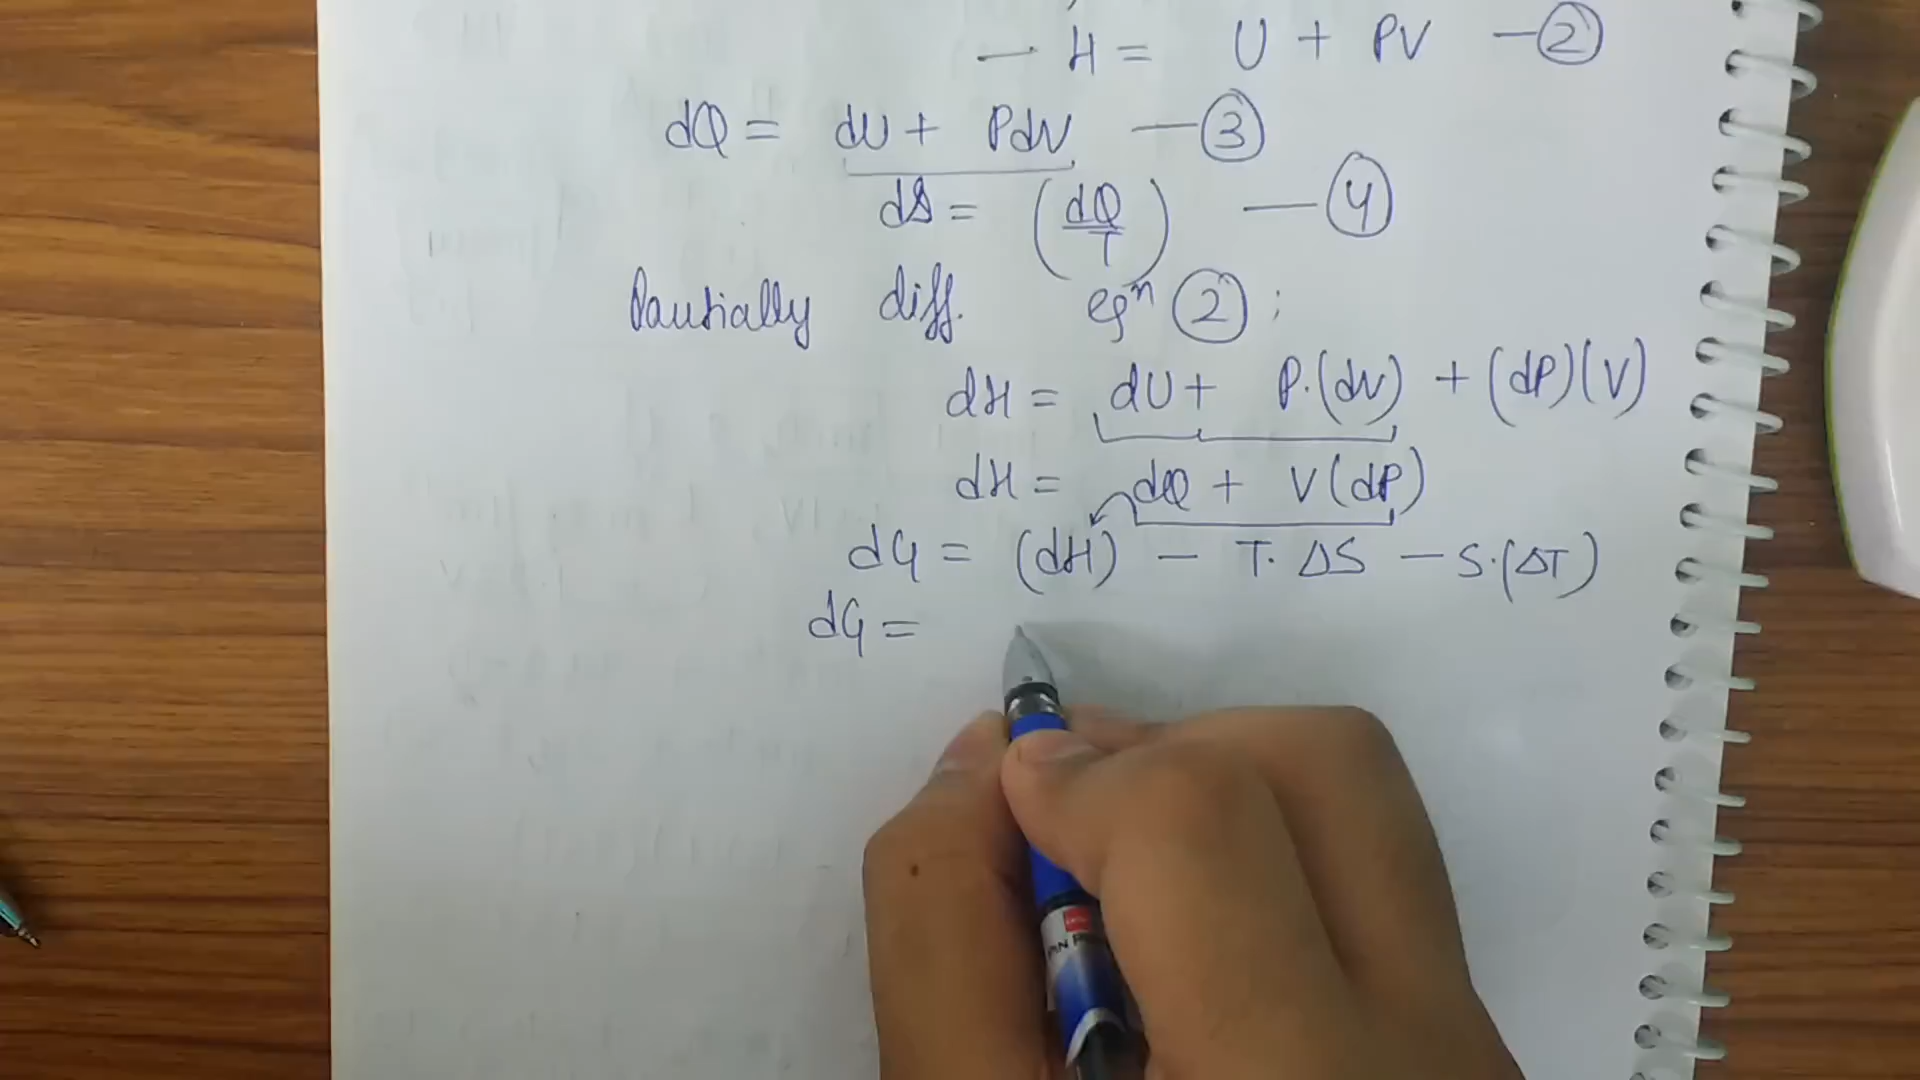 — H = U + PV — ②
dQ = dU + PdV — ③
dS = (dQ/T) — ④
Partially diff. eqⁿ ② ;
dH = dU + P.(dV) + (dP)(V)
dH = dQ + V(dP)
dG = (dH) — T. ΔS — S.(ΔT)
dG =